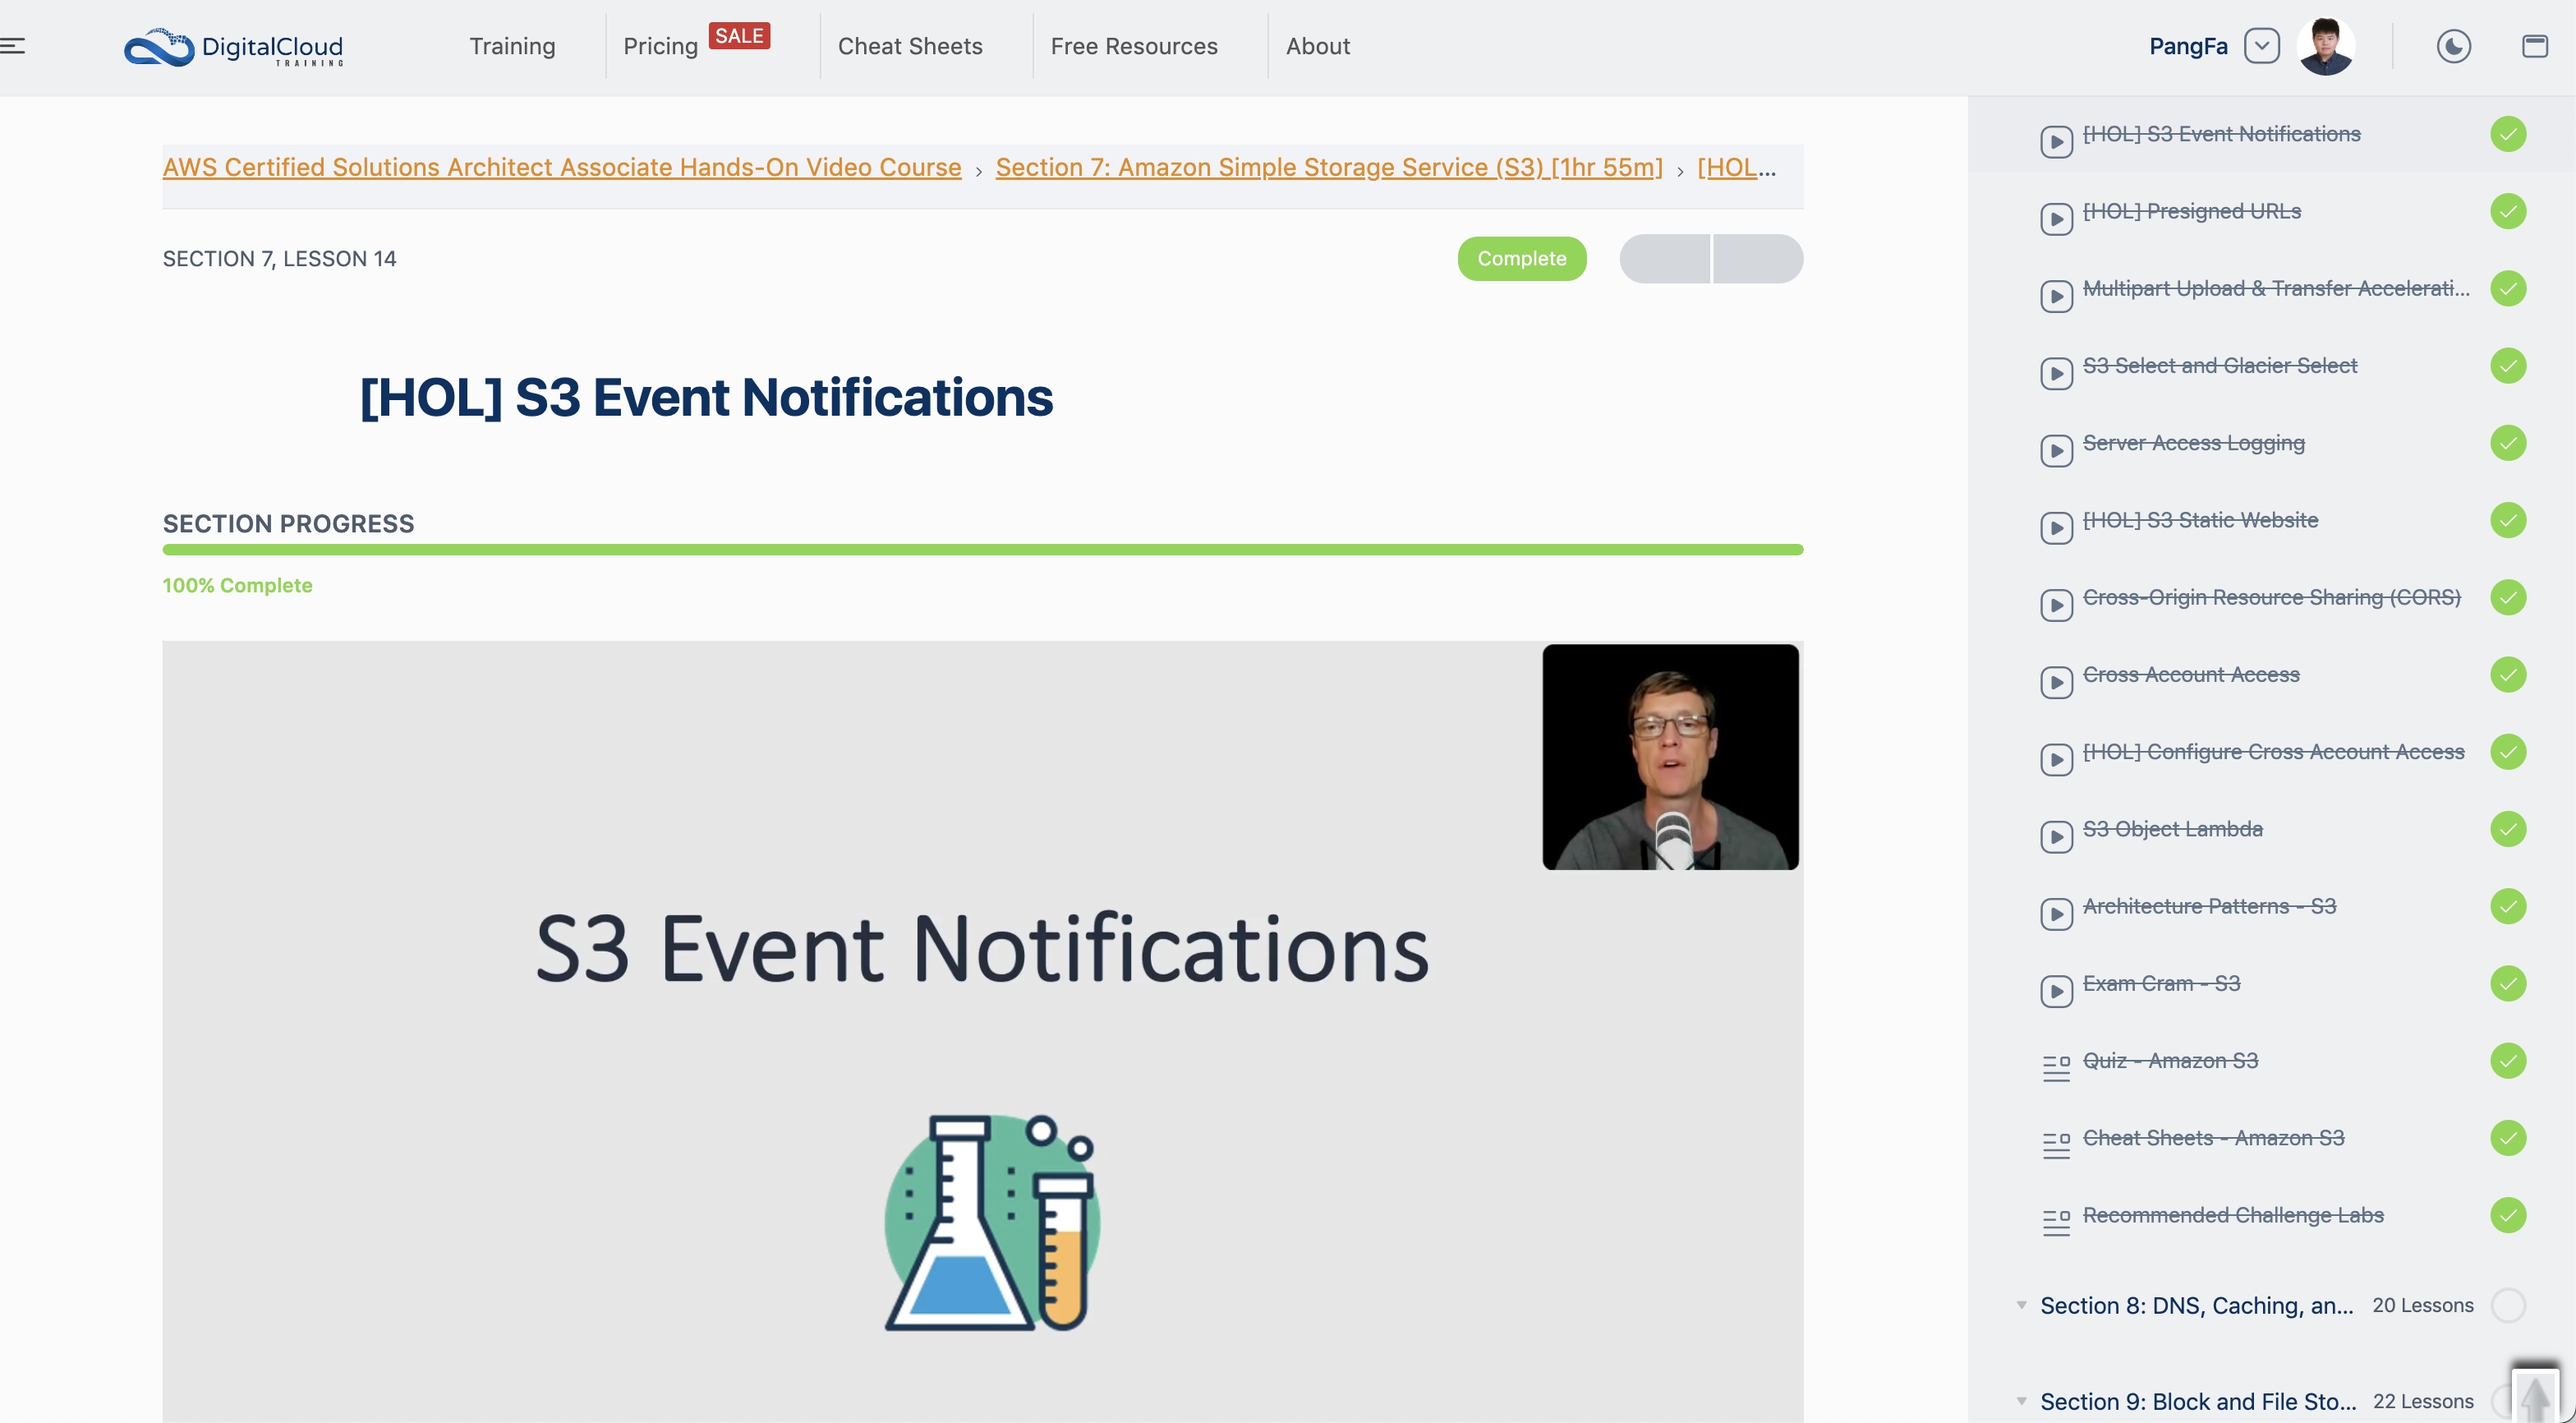 DigitalCloud
TRAINING
Training
Pricing
SALE
Cheat Sheets
Free Resources
About
PangFa
AWS Certified Solutions Architect Associate Hands-On Video Course › Section 7: Amazon Simple Storage Service (S3) [1hr 55m] › [HOL...
SECTION 7, LESSON 14
Complete
[HOL] S3 Event Notifications
SECTION PROGRESS
100% Complete
S3 Event Notifications
[HOL] S3 Event Notifications
[HOL] Presigned URLs
Multipart Upload & Transfer Accelerati...
S3 Select and Glacier Select
Server Access Logging
[HOL] S3 Static Website
Cross-Origin Resource Sharing (CORS)
Cross Account Access
[HOL] Configure Cross Account Access
S3 Object Lambda
Architecture Patterns - S3
Exam Cram - S3
Quiz - Amazon S3
Cheat Sheets - Amazon S3
Recommended Challenge Labs
Section 8: DNS, Caching, an... 20 Lessons
Section 9: Block and File Sto... 22 Lessons